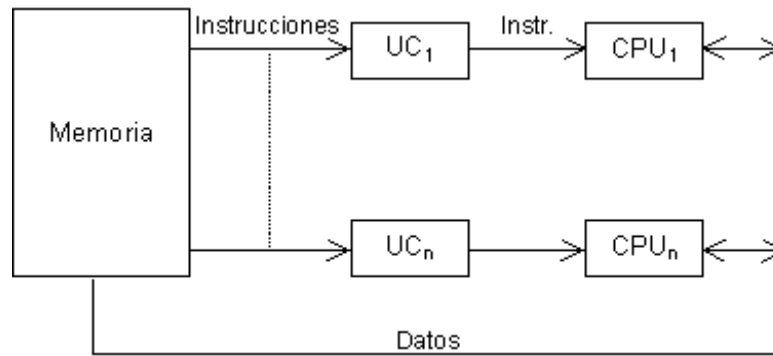 Instrucciones
UC1
Instr.
CPU1
Memoria
UCn
CPUn
Datos